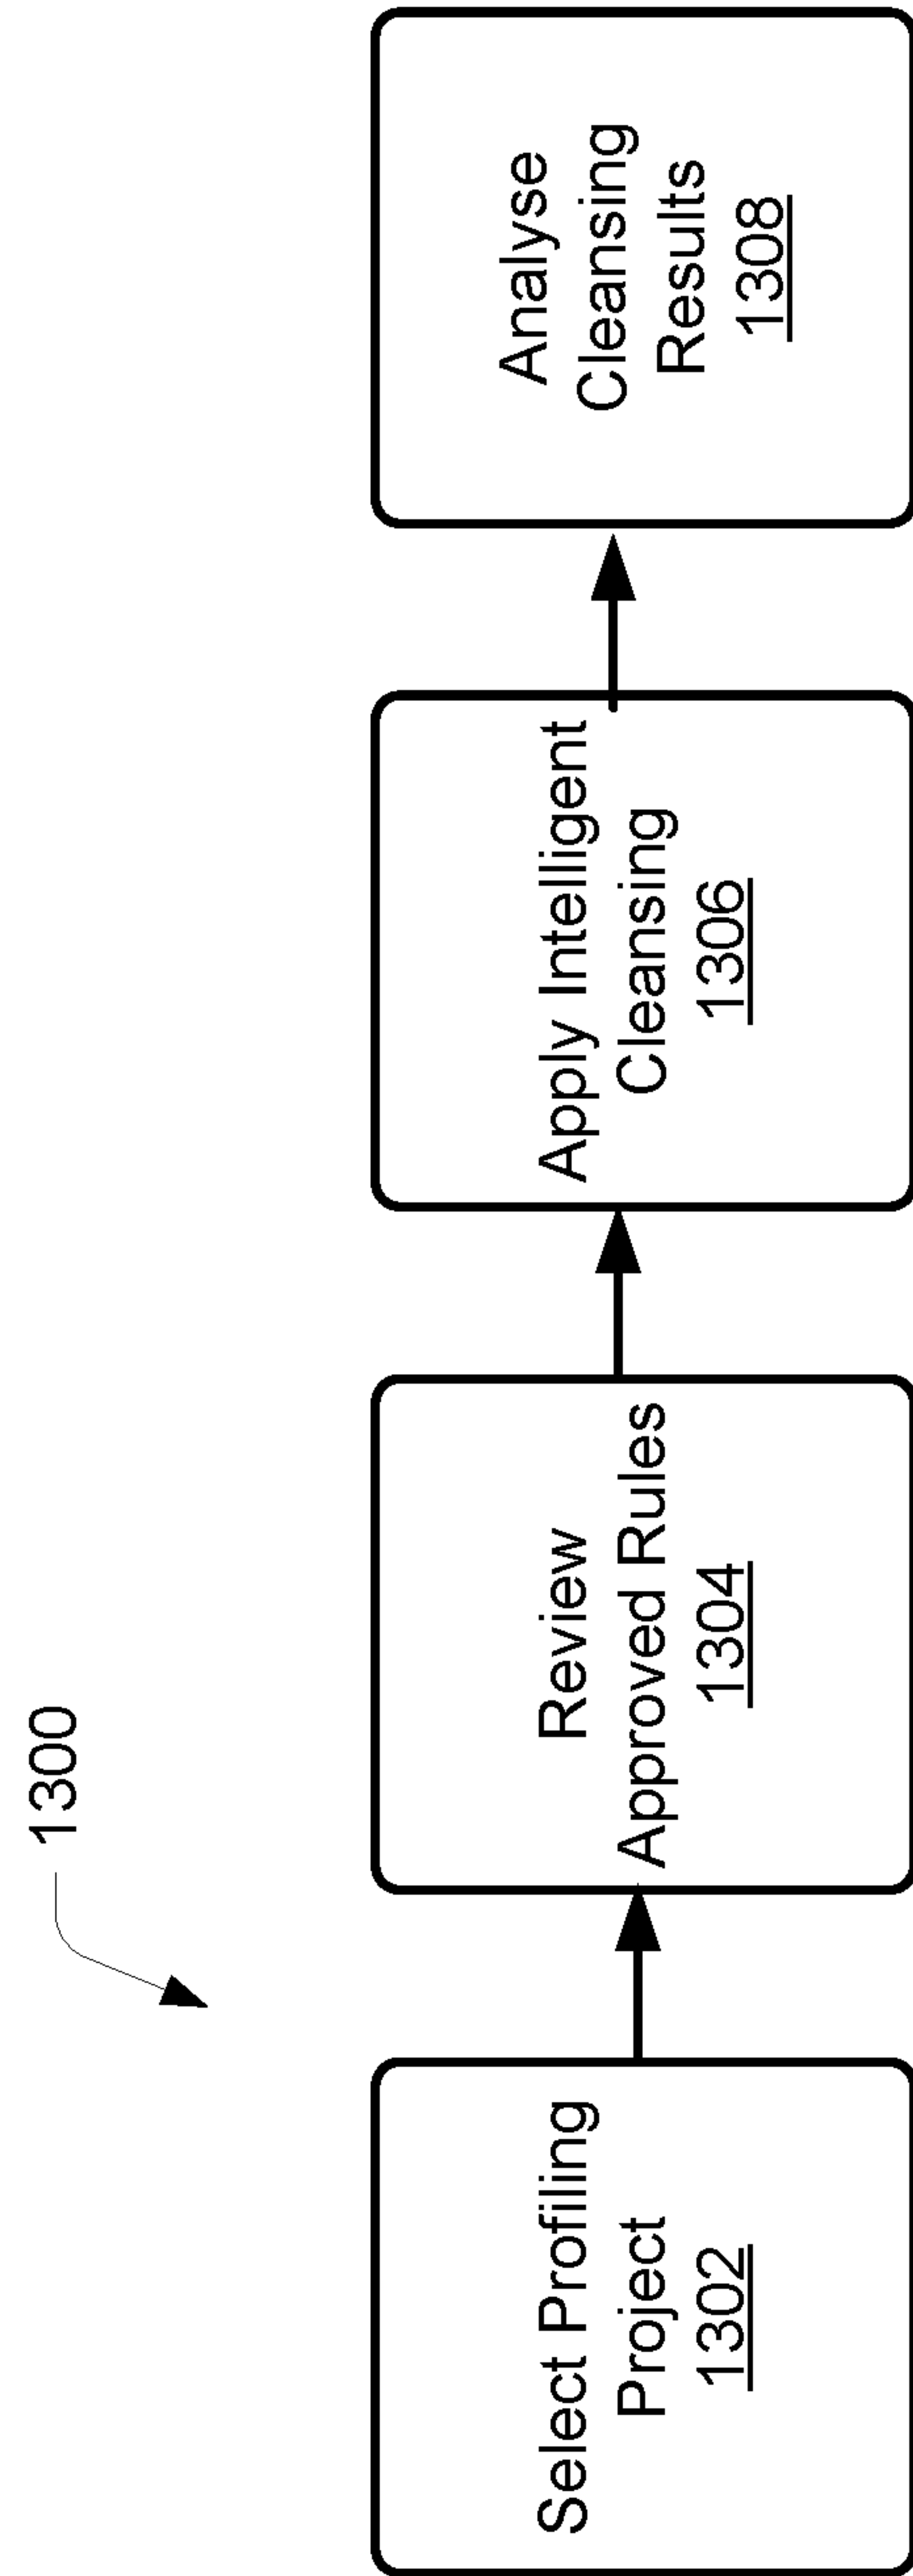 1300
Select Profiling
Project
1302
Review
Approved Rules
1304
Apply Intelligent
Cleansing
1306
Analyse
Cleansing
Results
1308